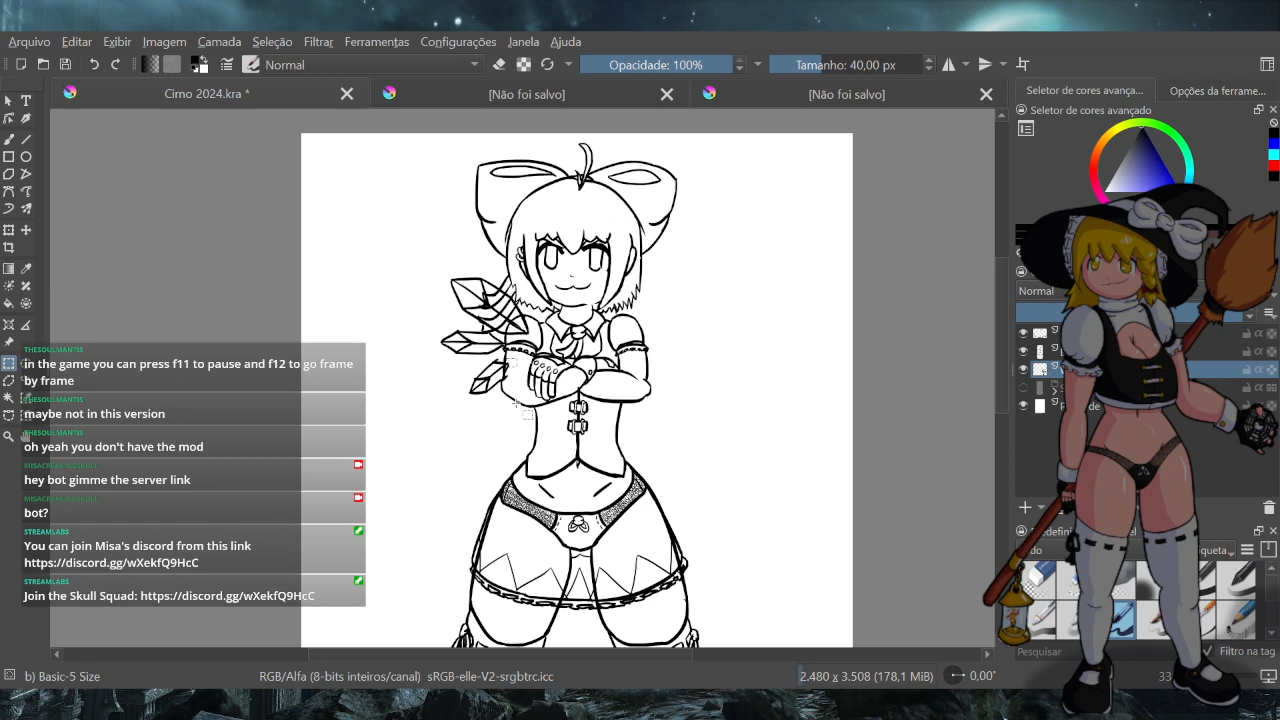 Arquivo Editar Exibir Imagem Camada Seleção Filtrar Ferramentas Configurações Janela Ajuda
Normal Opacidade: 100% Tamanho: 40,00 px
Cirno 2024.kra * [Não foi salvo] [Não foi salvo]
Seletor de cores avança... Opções da ferrame...
Seletor de cores avançado
Normal
THESOULMANTIS
in the game you can press f11 to pause and f12 to go frame
by frame
THESOULMANTIS
maybe not in this version
THESOULMANTIS
oh yeah you don't have the mod
hey bot gimme the server link
bot?
STREAMLABS
You can join Misa's discord from this link
https://discord.gg/wXekfQ9HcC
STREAMLABS
Join the Skull Squad: https://discord.gg/wXekfQ9HcC
Pesquisar Filtro na tag
b) Basic-5 Size RGB/Alfa (8-bits inteiros/canal) sRGB-elle-V2-srgbtrc.icc 2.480 x 3.508 (178,1 MiB) 0,00° 33